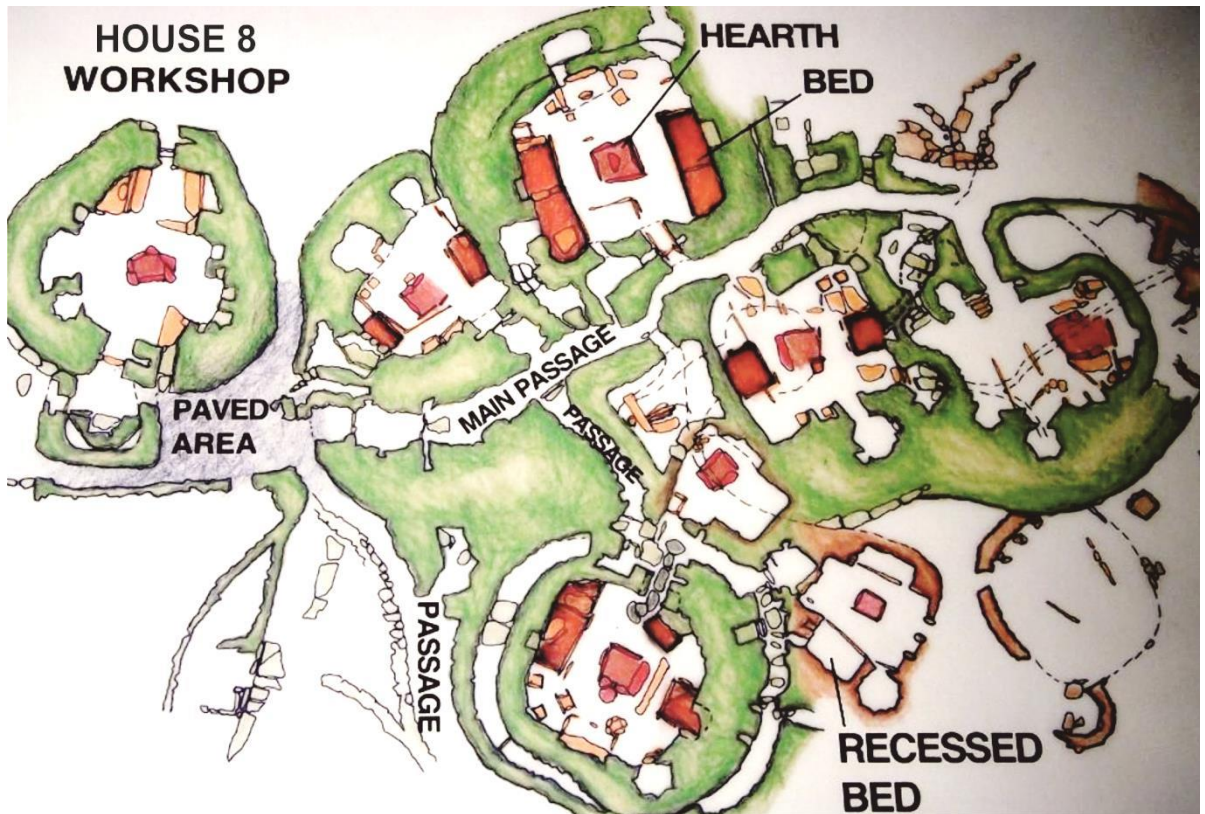 HOUSE 8
WORKSHOP
HEARTH
BED
MAIN PASSAGE
PASSAGE
PAVED
AREA
PASSAGE
RECESSED
BED